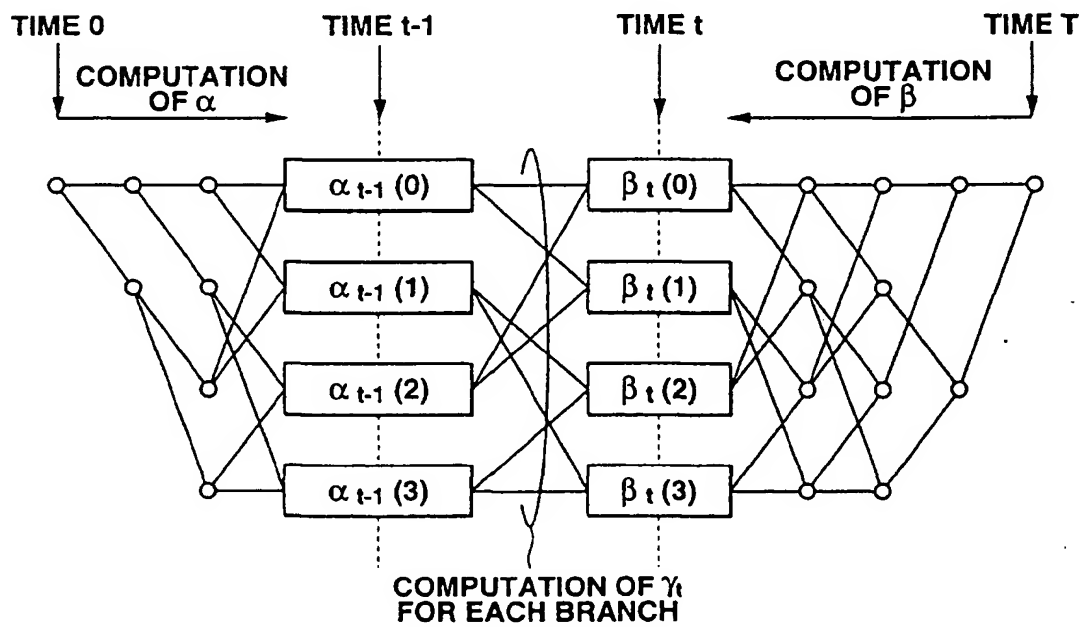 TIME 0
TIME t-1
TIME t
TIME T
COMPUTATION
OF α
COMPUTATION
OF β
α t-1 (0)
β t (0)
α t-1 (1)
β t (1)
α t-1 (2)
β t (2)
α t-1 (3)
β t (3)
COMPUTATION OF γt
FOR EACH BRANCH